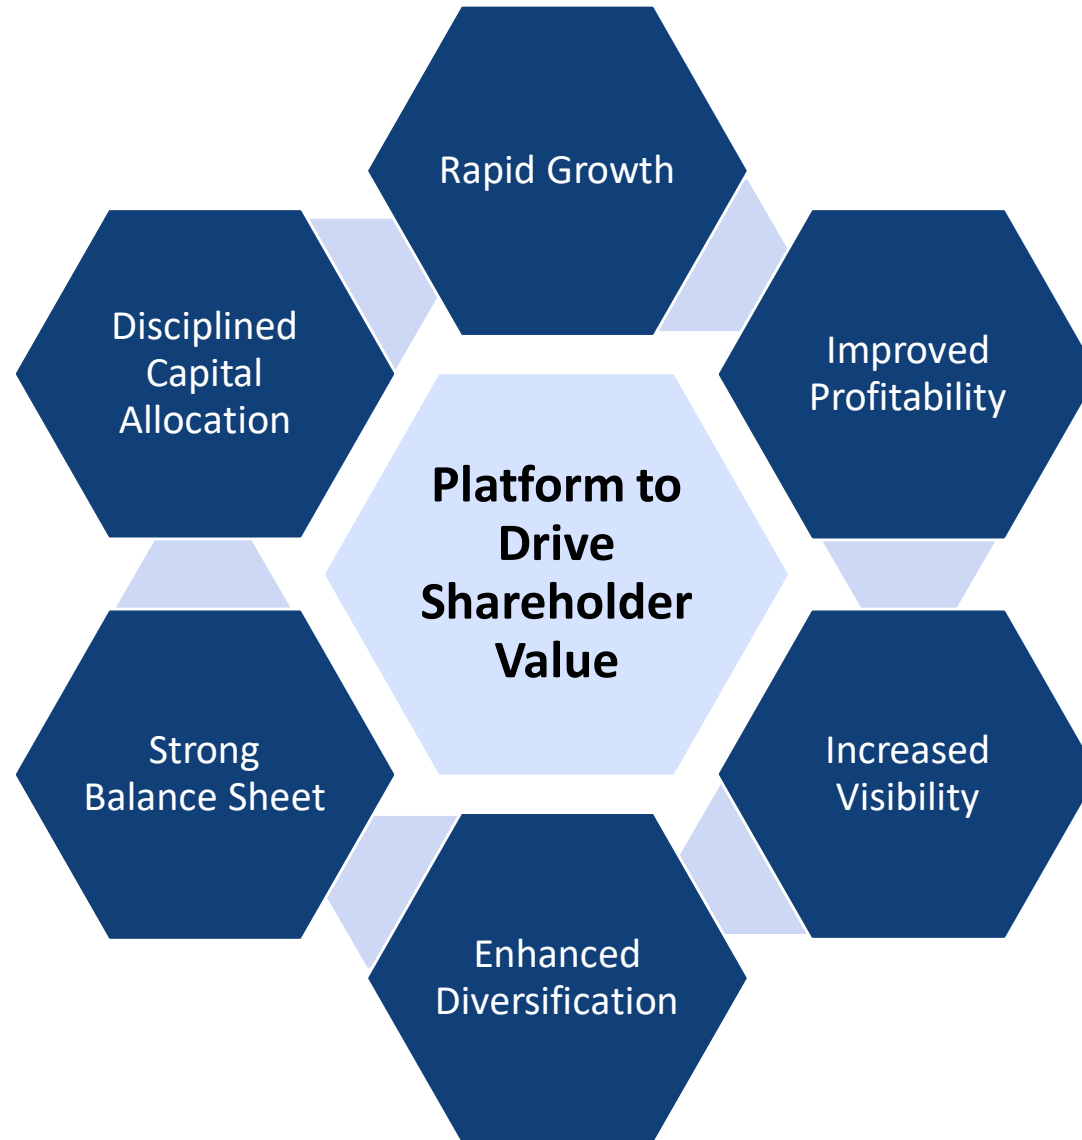 Rapid Growth
Improved
Profitability
Increased
Visibility
Enhanced
Diversification
Strong
Balance Sheet
Disciplined
Capital
Allocation
Platform to
Drive
Shareholder
Value